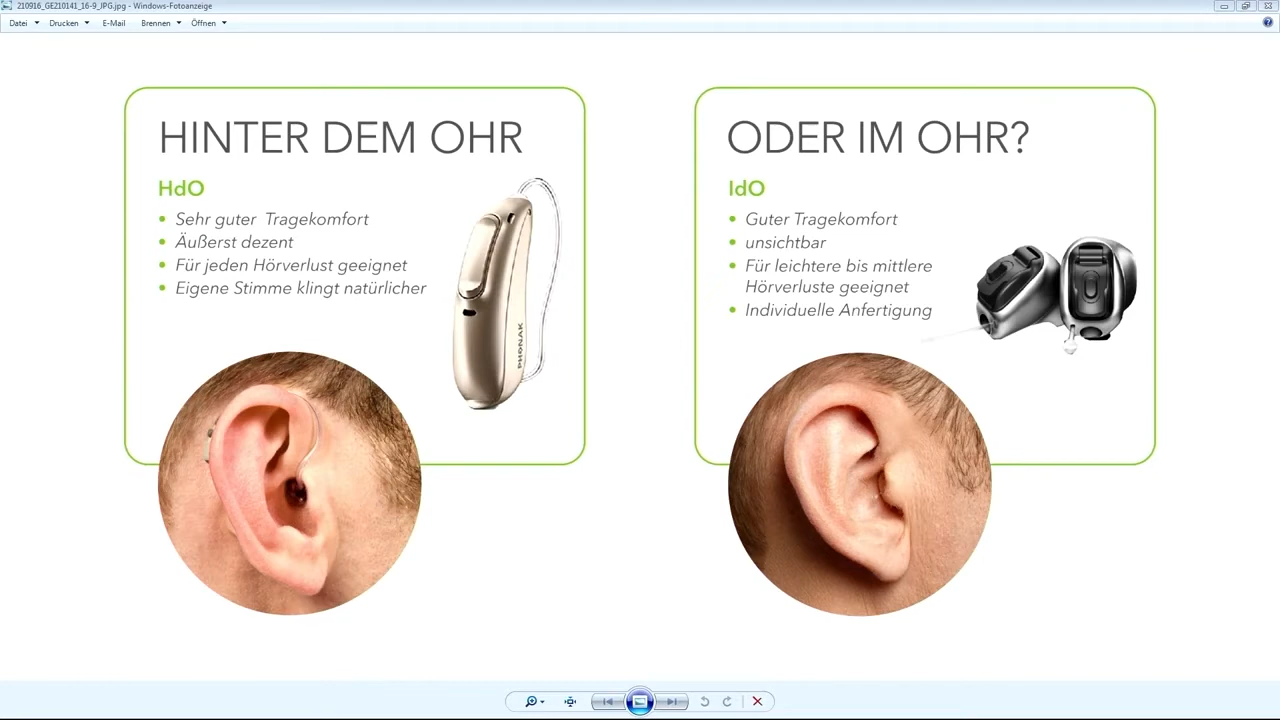 210916_GE210141_16-9_JPG.jpg - Windows-Fotoanzeige
Datei Drucken E-Mail Brennen Öffnen
HINTER DEM OHR
HdO
Sehr guter Tragekomfort
Äußerst dezent
Für jeden Hörverlust geeignet
Eigene Stimme klingt natürlicher
PHONAK
ODER IM OHR?
IdO
Guter Tragekomfort
unsichtbar
Für leichtere bis mittlere
Hörverluste geeignet
Individuelle Anfertigung